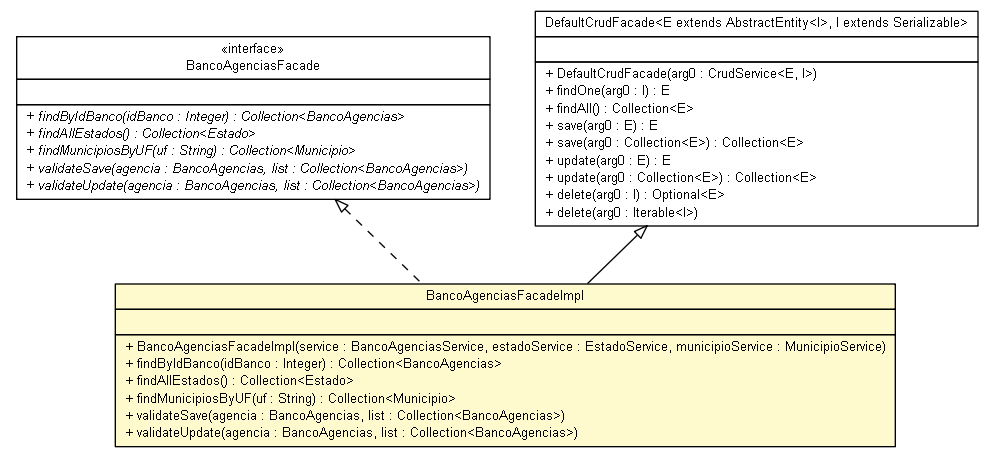 «interface»
BancoAgenciasFacade
+ findByIdBanco(idBanco : Integer) : Collection<BancoAgencias>
+ findAllEstados() : Collection<Estado>
+ findMunicipiosByUF(uf : String) : Collection<Municipio>
+ validateSave(agencia : BancoAgencias, list : Collection<BancoAgencias>)
+ validateUpdate(agencia : BancoAgencias, list : Collection<BancoAgencias>)
DefaultCrudFacade<E extends AbstractEntity<I>, I extends Serializable>
+ DefaultCrudFacade(arg0 : CrudService<E, I>)
+ findOne(arg0 : I) : E
+ findAll() : Collection<E>
+ save(arg0 : E) : E
+ save(arg0 : Collection<E>) : Collection<E>
+ update(arg0 : E) : E
+ update(arg0 : Collection<E>) : Collection<E>
+ delete(arg0 : I) : Optional<E>
+ delete(arg0 : Iterable<I>)
BancoAgenciasFacadeImpl
+ BancoAgenciasFacadeImpl(service : BancoAgenciasService, estadoService : EstadoService, municipioService : MunicipioService)
+ findByIdBanco(idBanco : Integer) : Collection<BancoAgencias>
+ findAllEstados() : Collection<Estado>
+ findMunicipiosByUF(uf : String) : Collection<Municipio>
+ validateSave(agencia : BancoAgencias, list : Collection<BancoAgencias>)
+ validateUpdate(agencia : BancoAgencias, list : Collection<BancoAgencias>)